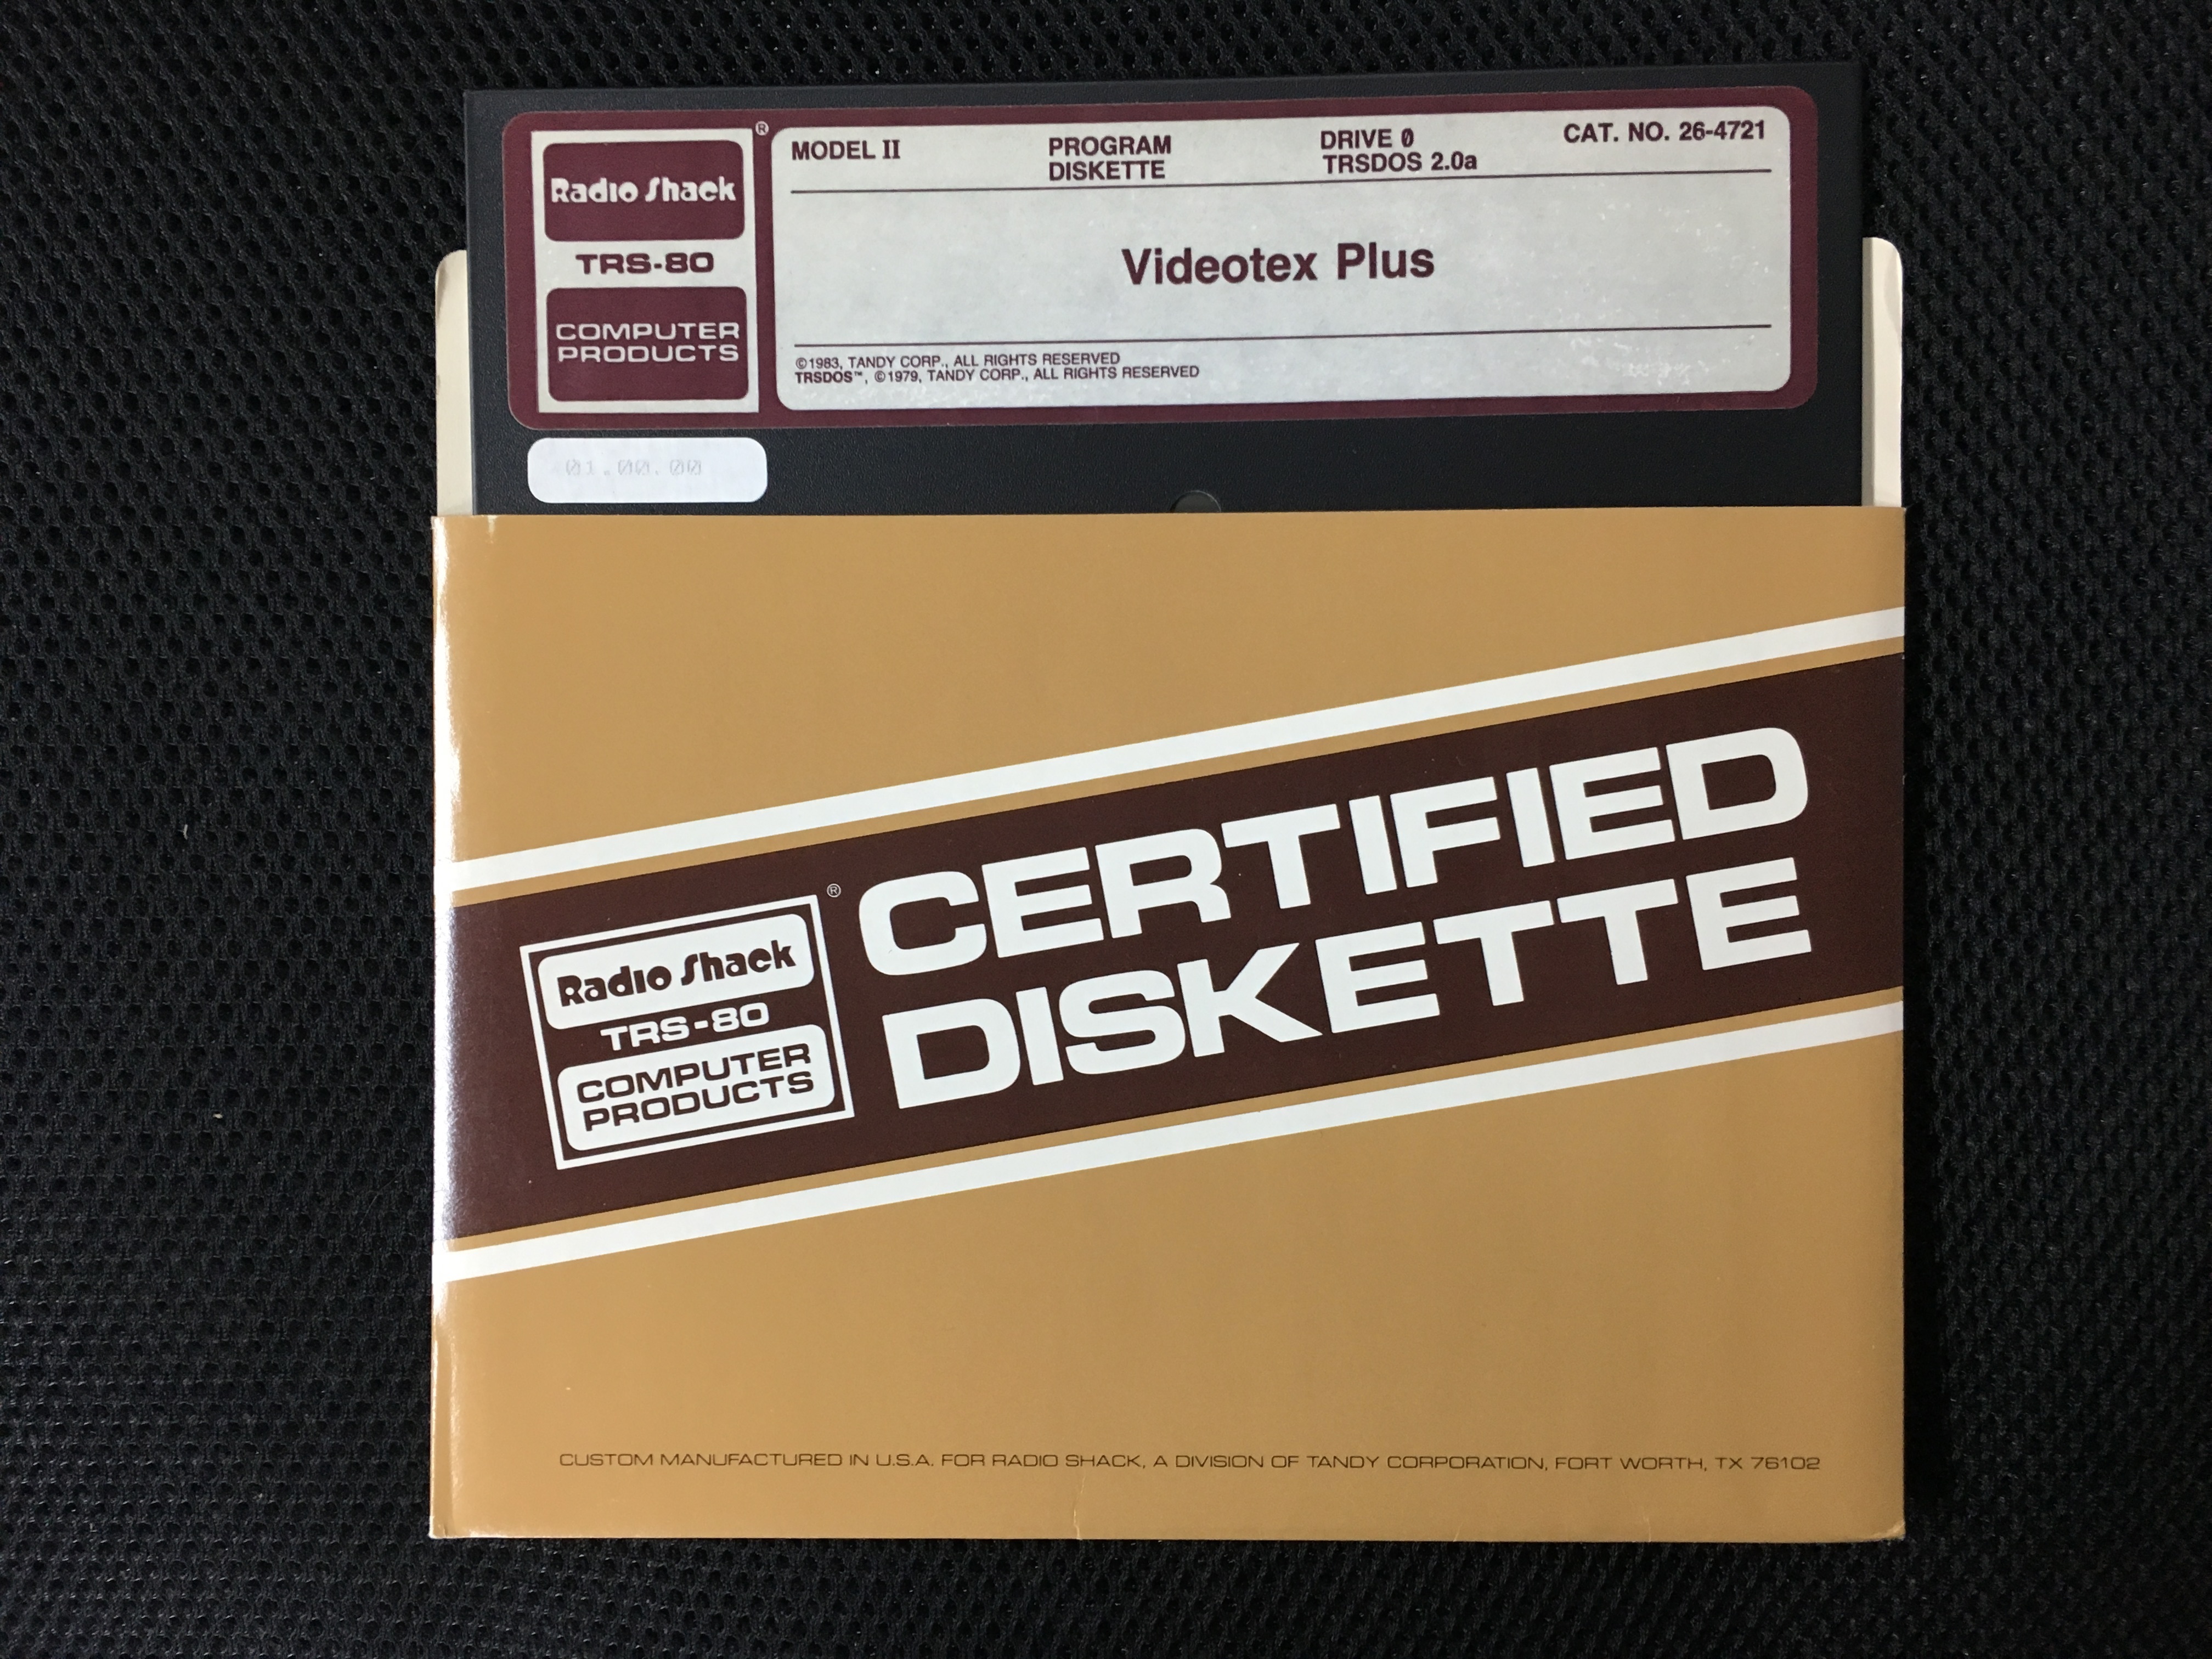 Radio Shack
®
TRS-80
COMPUTER
PRODUCTS
MODEL II
PROGRAM
DISKETTE
DRIVE 0
TRSDOS 2.0a
CAT. NO. 26-4721
Videotex Plus
©1983, TANDY CORP., ALL RIGHTS RESERVED
TRSDOS™, ©1979, TANDY CORP., ALL RIGHTS RESERVED
01.00.00
Radio Shack
®
TRS-80
COMPUTER
PRODUCTS
CERTIFIED
DISKETTE
CUSTOM MANUFACTURED IN U.S.A. FOR RADIO SHACK, A DIVISION OF TANDY CORPORATION, FORT WORTH, TX 76102